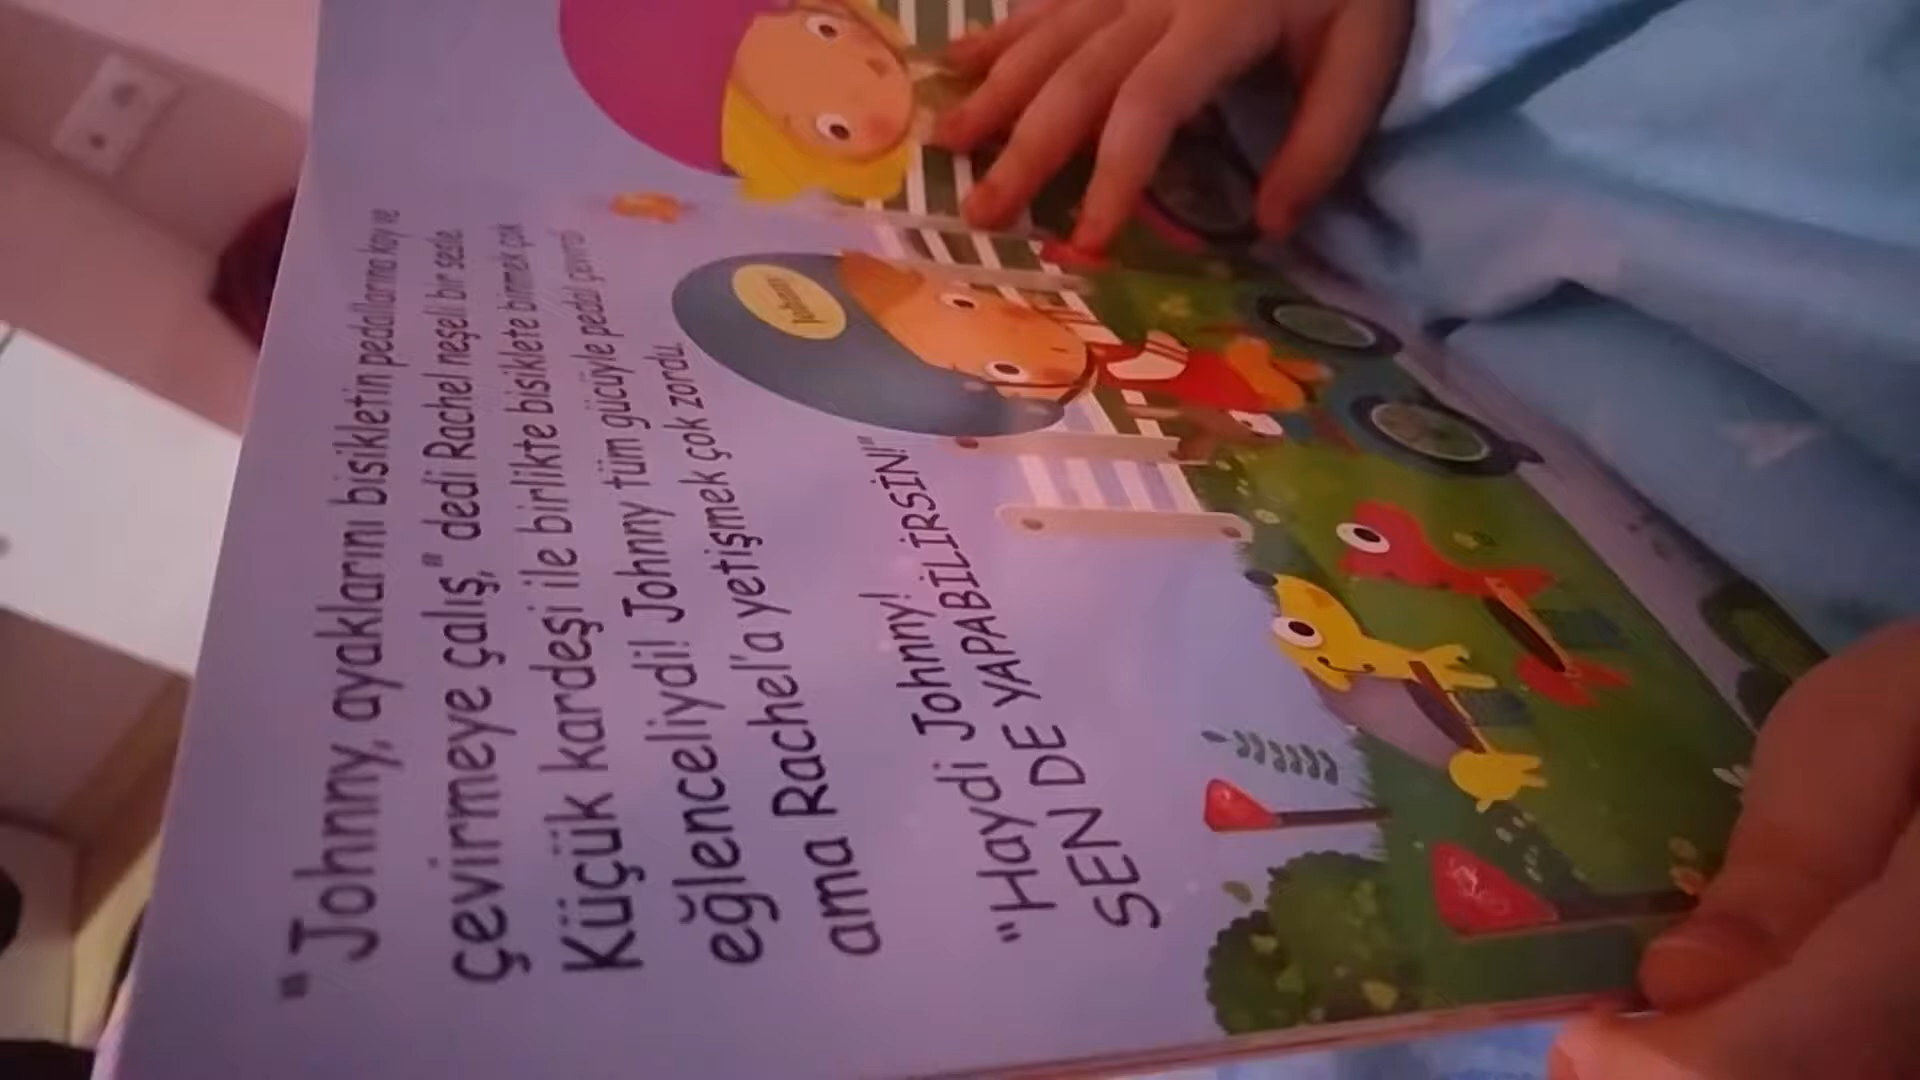 "Johnny, ayaklarını bisikletin pedallarına koy ve
çevirmeye çalış," dedi Rachel neşeli bir sesle.
Küçük kardeşi ile birlikte bisiklete binmek çok
eğlenceliydi! Johnny tüm gücüyle pedal çevirdi
ama Rachel'a yetişmek çok zordu.
"Haydi Johnny!
SEN DE YAPABİLİRSİN!"
Johnny